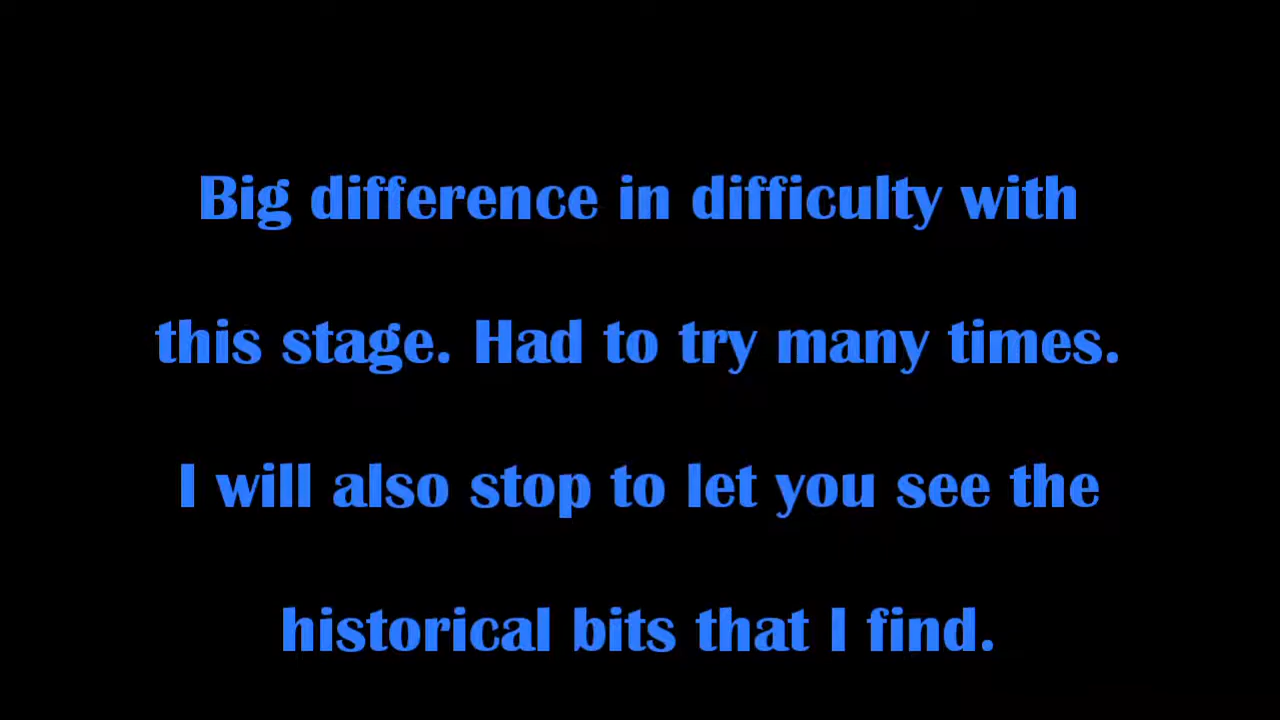 Big difference in difficulty with
this stage. Had to try many times.
I will also stop to let you see the
historical bits that I find.